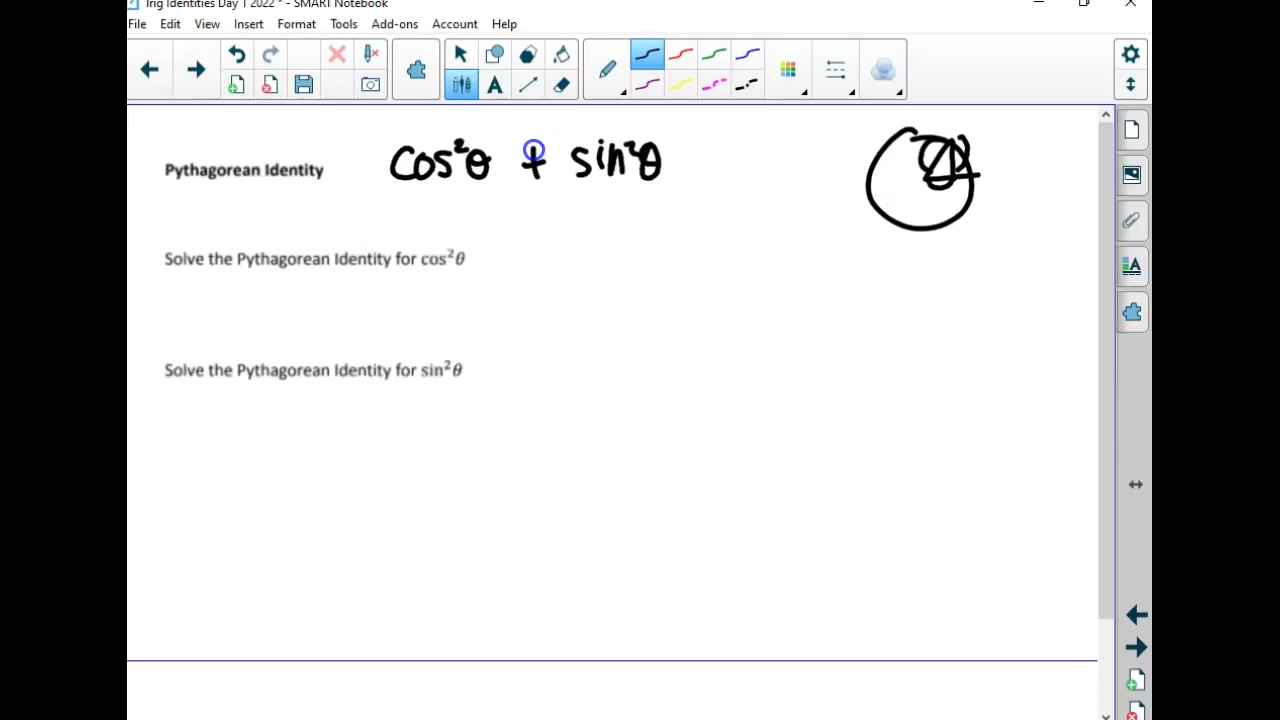 Trig Identities Day 1 2022 * - SMART Notebook
File Edit View Insert Format Tools Add-ons Account Help
Pythagorean Identity cos²θ + sin²θ
Solve the Pythagorean Identity for cos²θ
Solve the Pythagorean Identity for sin²θ